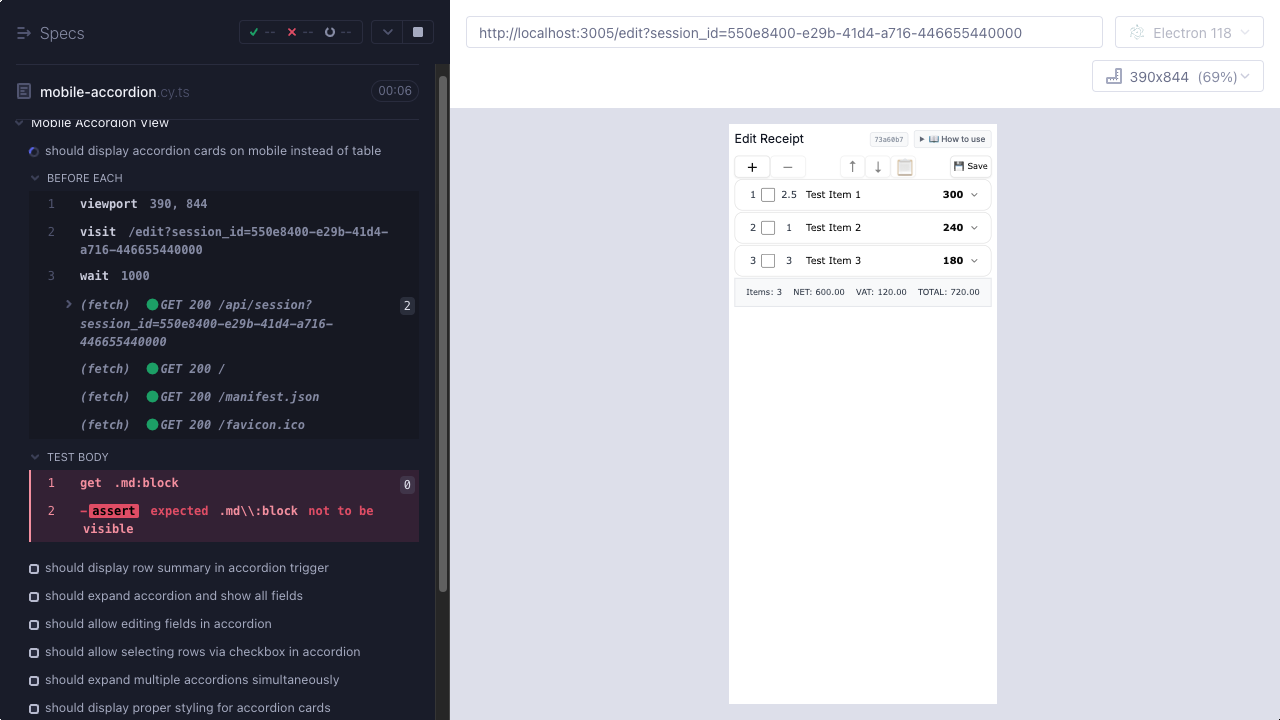 Specs
-- -- --
mobile-accordion.cy.ts
00:06
Mobile Accordion View
should display accordion cards on mobile instead of table
BEFORE EACH
1 viewport 390, 844
2 visit /edit?session_id=550e8400-e29b-41d4-
a716-446655440000
3 wait 1000
(fetch) GET 200 /api/session? 2
session_id=550e8400-e29b-41d4-a716-
446655440000
(fetch) GET 200 /
(fetch) GET 200 /manifest.json
(fetch) GET 200 /favicon.ico
TEST BODY
1 get .md:block 0
2 -assert expected .md\\:block not to be
visible
should display row summary in accordion trigger
should expand accordion and show all fields
should allow editing fields in accordion
should allow selecting rows via checkbox in accordion
should expand multiple accordions simultaneously
should display proper styling for accordion cards
http://localhost:3005/edit?session_id=550e8400-e29b-41d4-a716-446655440000
Electron 118
390x844 (69%)
Edit Receipt
73a60b7
How to use
+ − ↑ ↓ Save
1 2.5 Test Item 1 300
2 1 Test Item 2 240
3 3 Test Item 3 180
Items: 3 NET: 600.00 VAT: 120.00 TOTAL: 720.00